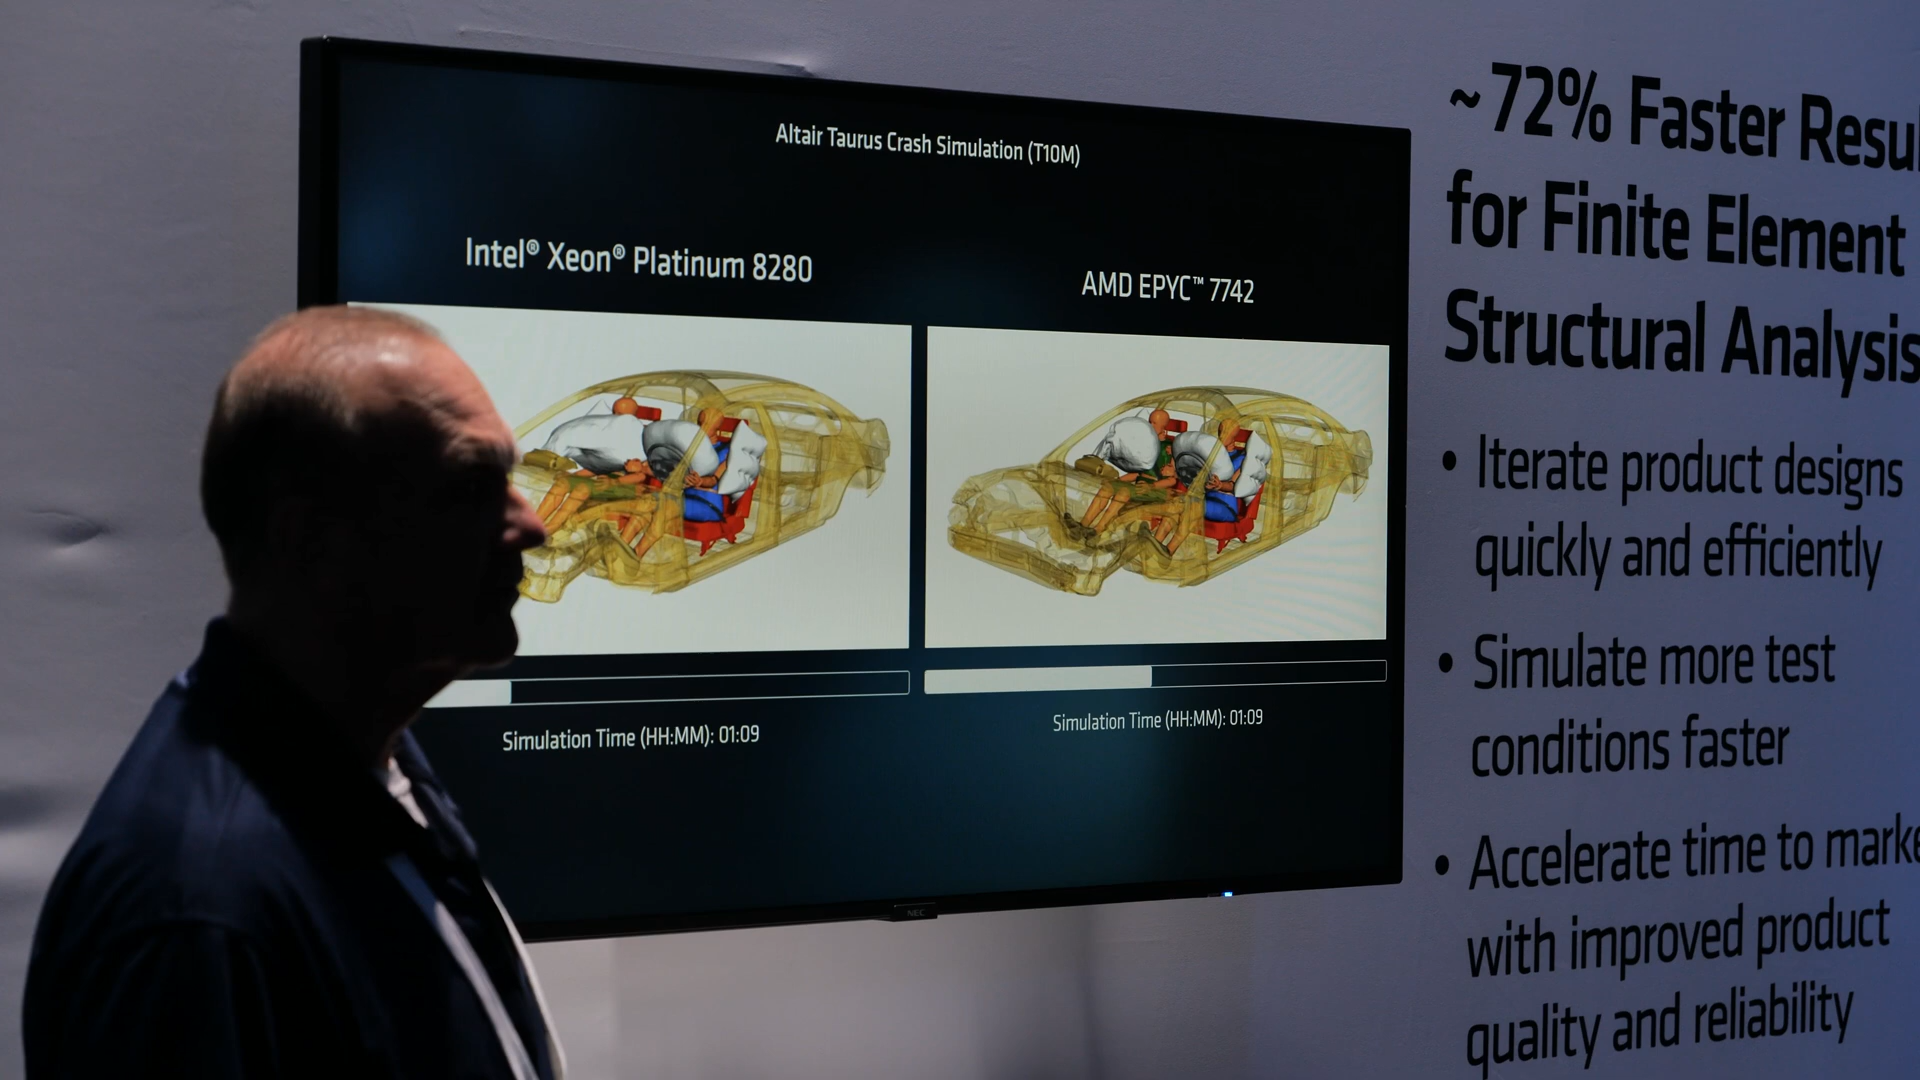 Altair Taurus Crash Simulation (T10M)
Intel® Xeon® Platinum 8280
AMD EPYC™ 7742
Simulation Time (HH:MM): 01:09
Simulation Time (HH:MM): 01:09
NEC
~72% Faster
for Finite Element
Structural Analysis
• Iterate product designs
quickly and efficiently
• Simulate more test
conditions faster
• Accelerate time to
with improved product
quality and reliability